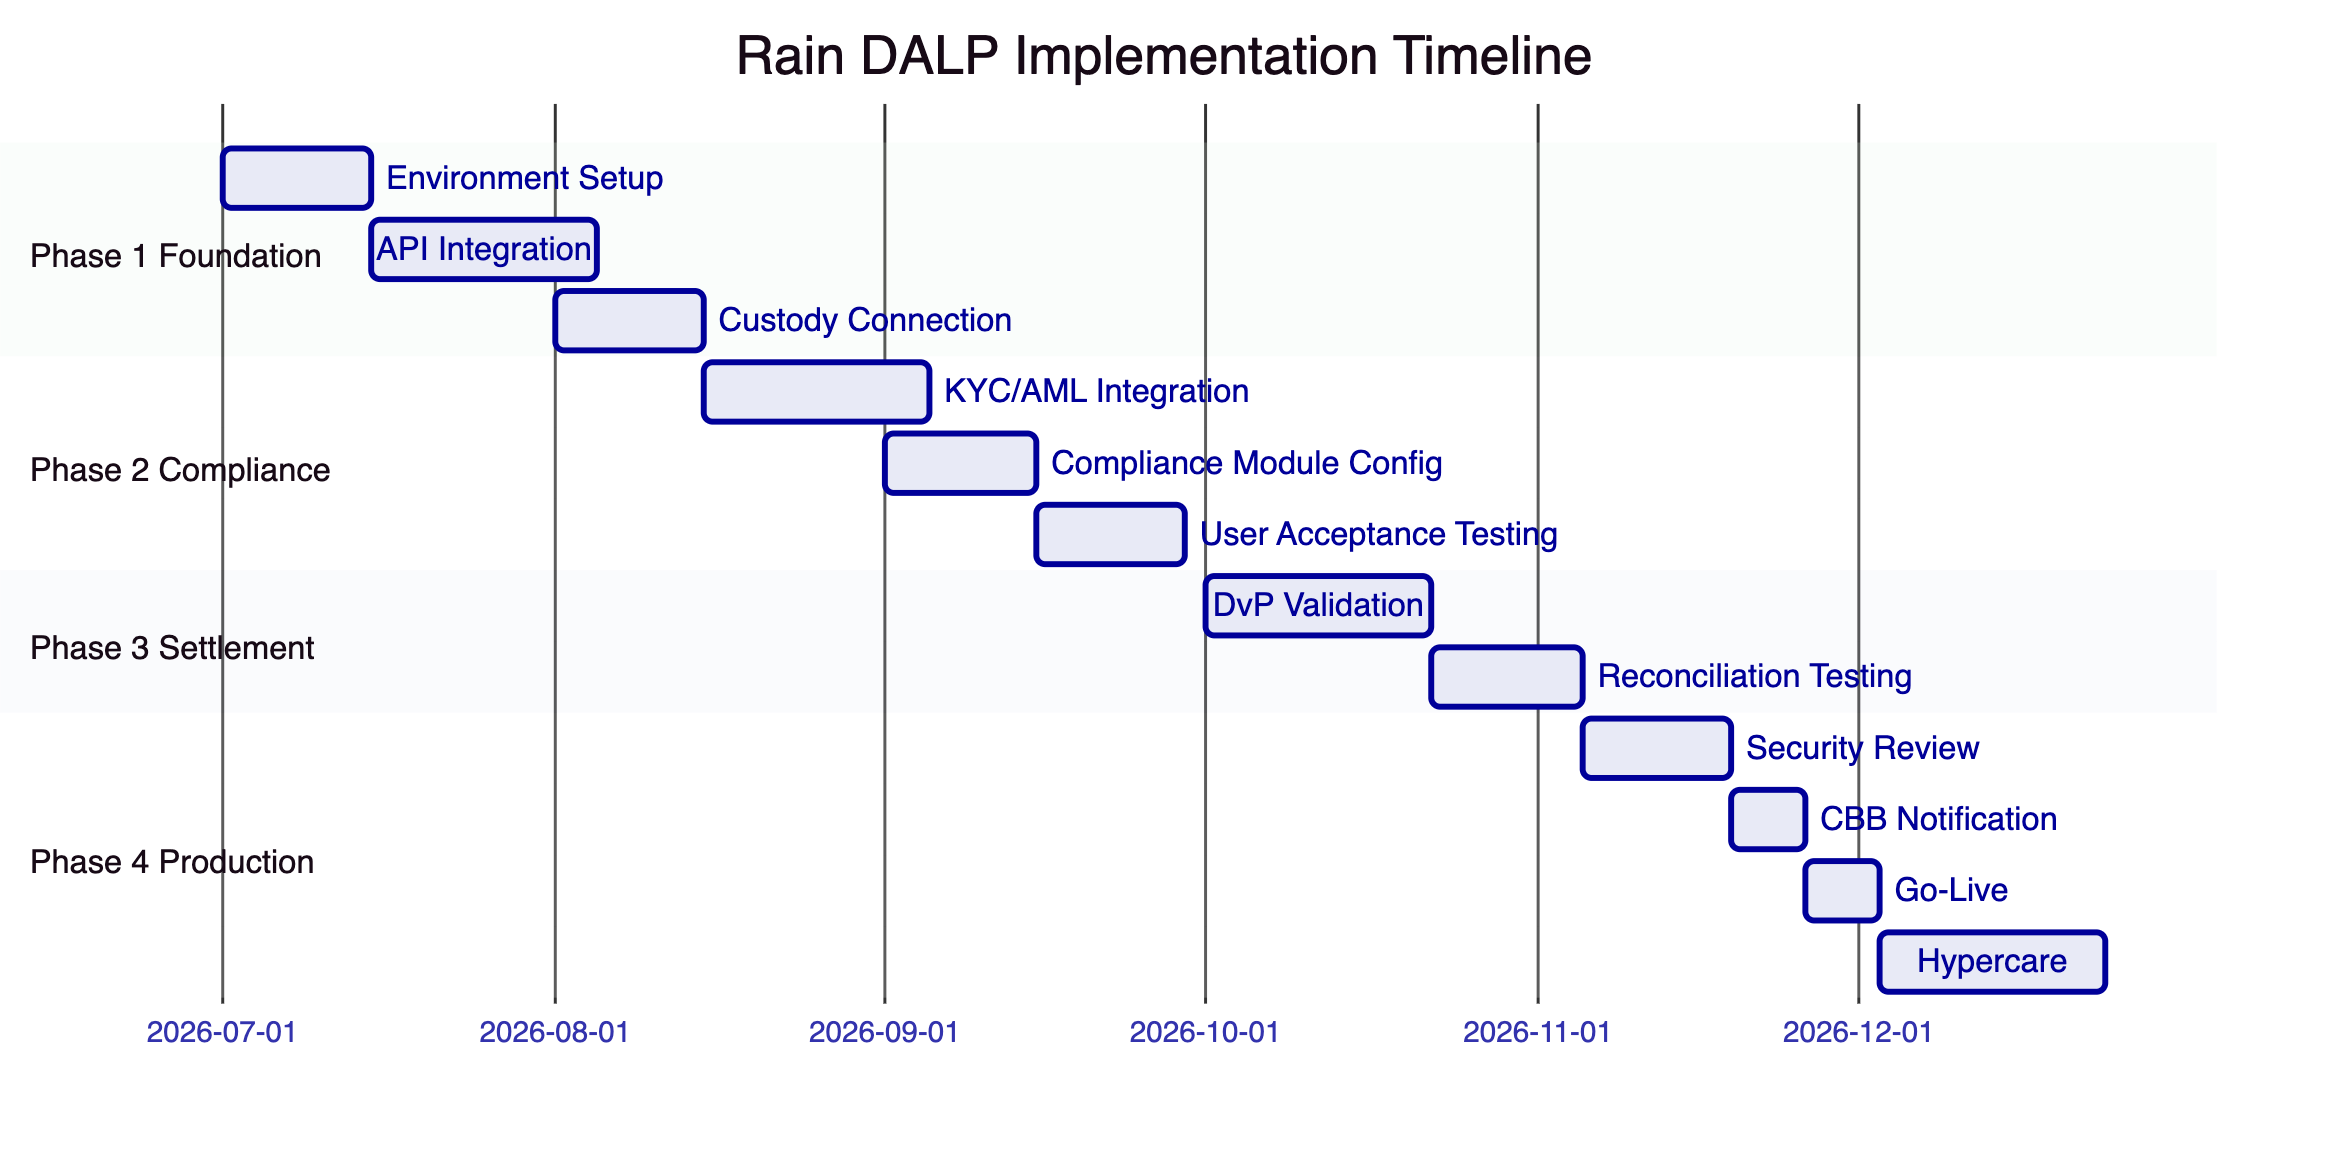 Rain DALP Implementation Timeline
Environment Setup
Phase 1 Foundation
API Integration
Custody Connection
KYC/AML Integration
Phase 2 Compliance
Compliance Module Config
User Acceptance Testing
Phase 3 Settlement
DvP Validation
Reconciliation Testing
Security Review
CBB Notification
Phase 4 Production
Go-Live
Hypercare
2026-07-01
2026-08-01
2026-09-01
2026-10-01
2026-11-01
2026-12-01